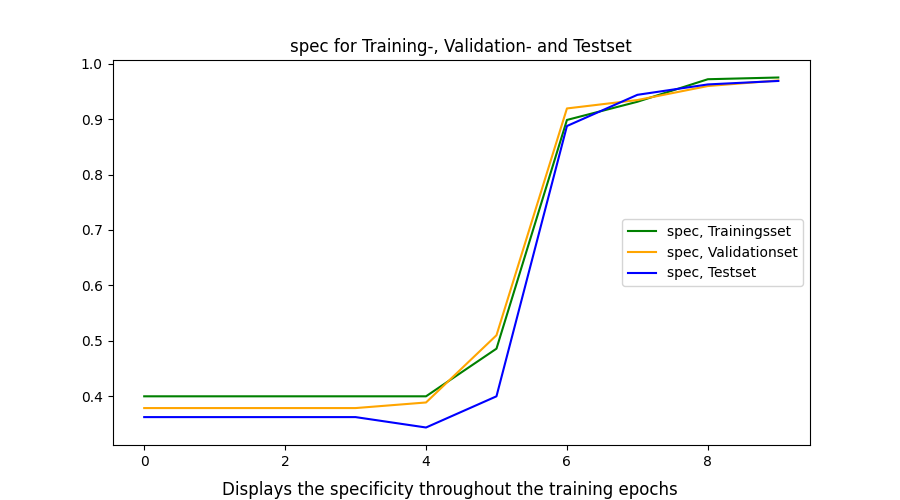 spec for Training-, Validation- and Testset
1.0
0.9
0.8
0.7
0.6
0.5
0.4
spec, Trainingsset
spec, Validationset
spec, Testset
0 2 4 6 8
Displays the specificity throughout the training epochs